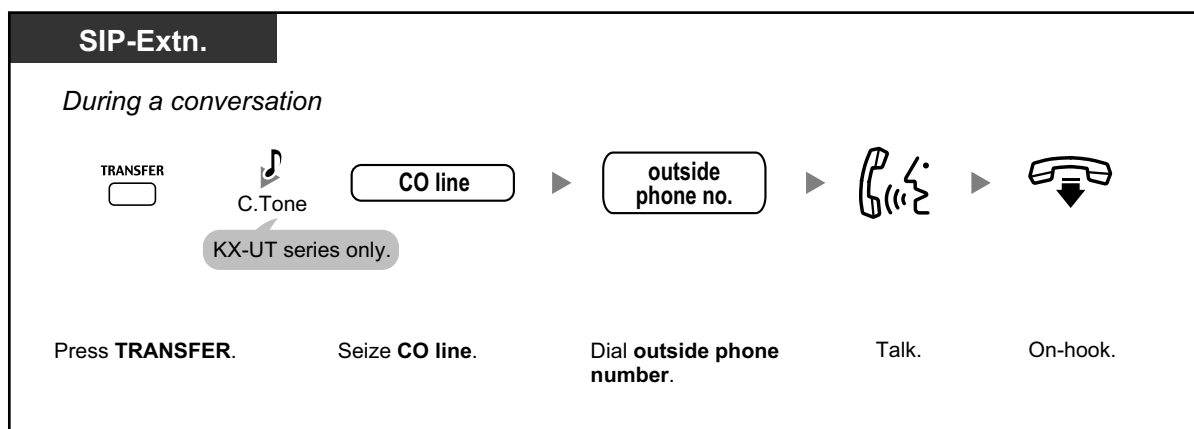 SIP-Extn.
During a conversation
TRANSFER
C.Tone
KX-UT series only.
CO line
outside
phone no.
Press TRANSFER.
Seize CO line.
Dial outside phone
number.
Talk.
On-hook.